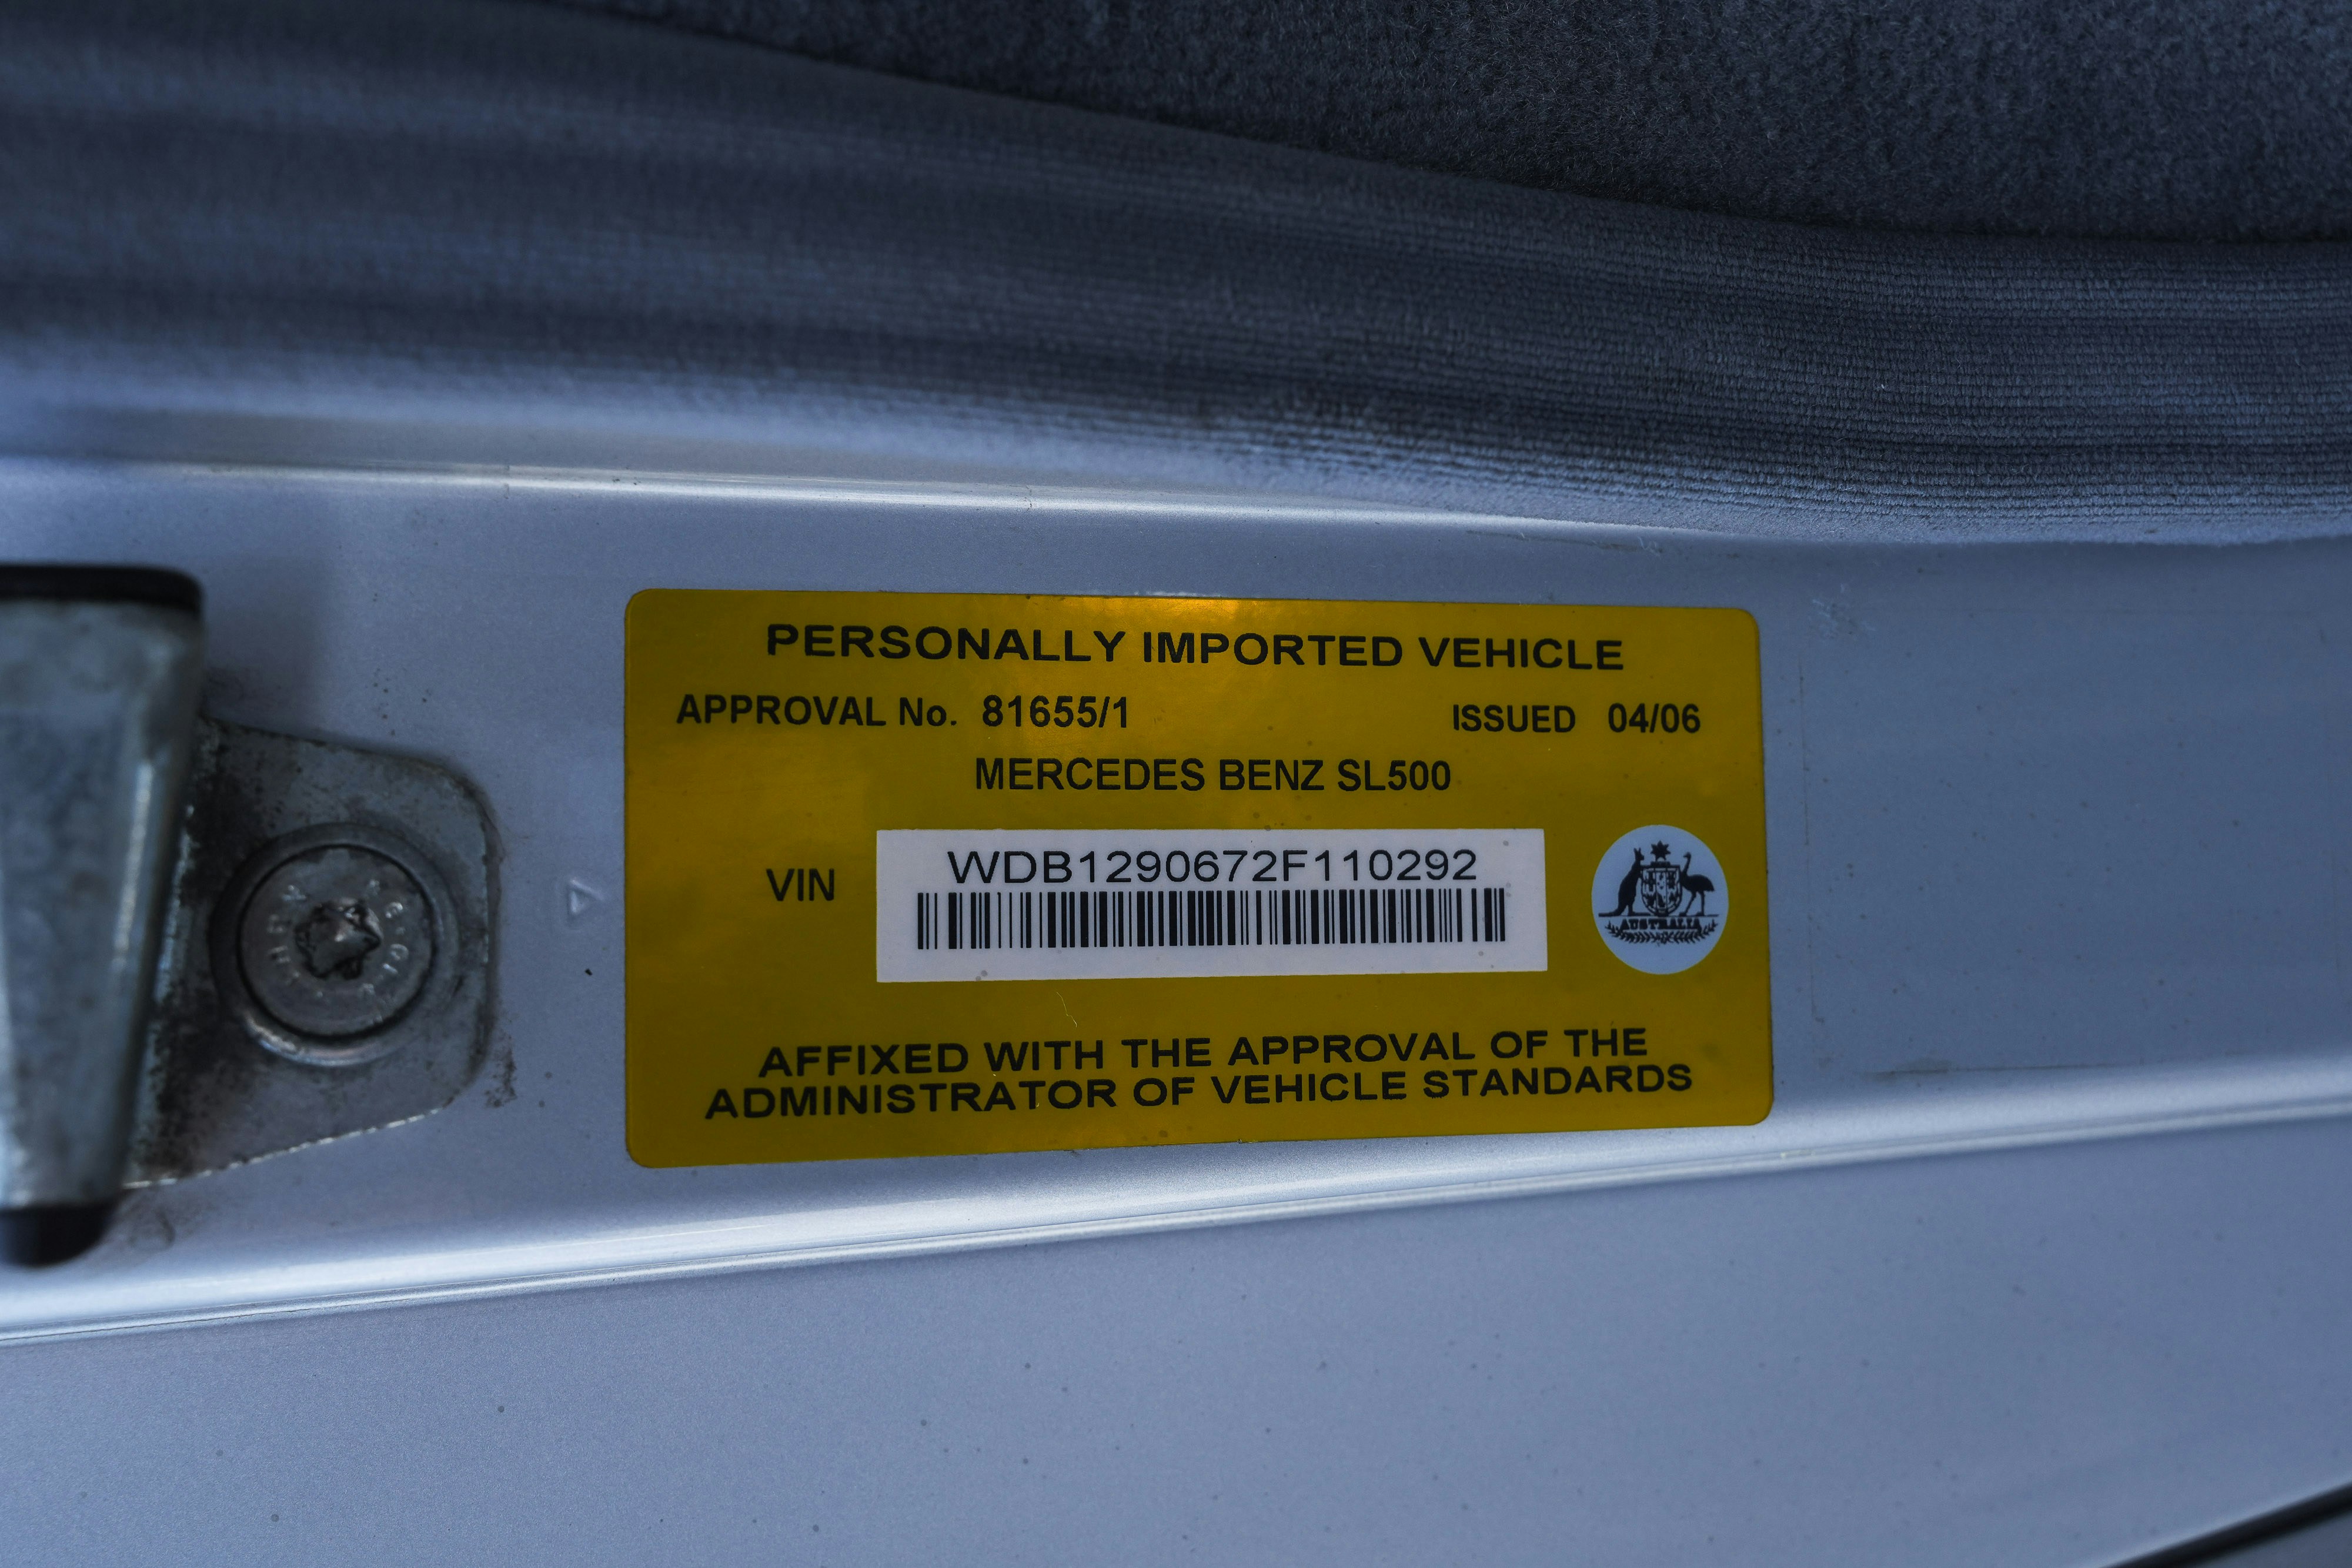 PERSONALLY IMPORTED VEHICLE
APPROVAL No. 81655/1 ISSUED 04/06
MERCEDES BENZ SL500
VIN WDB1290672F110292
AUSTRALIA
AFFIXED WITH THE APPROVAL OF THE
ADMINISTRATOR OF VEHICLE STANDARDS